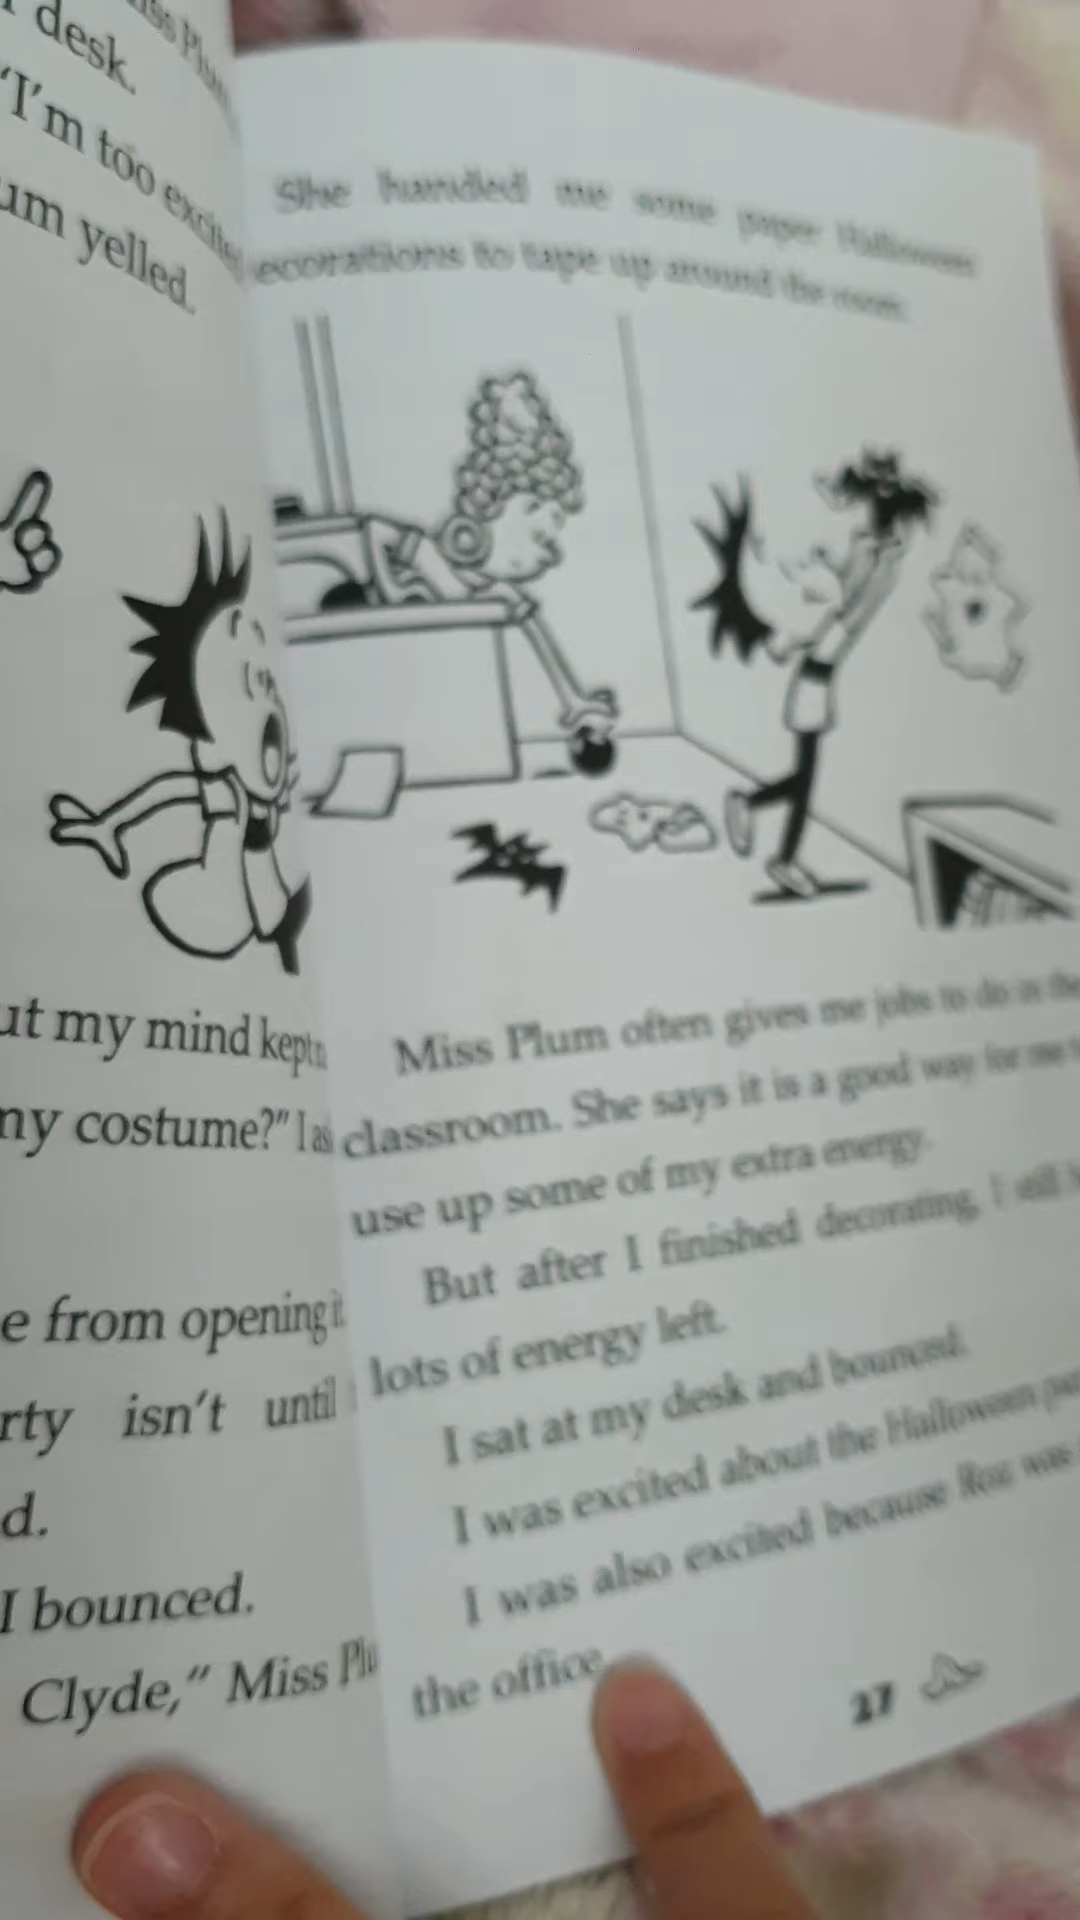 desk.
"I'm too
um yelled.
ut my mind kept
ny costume?" I
e from opening it
rty isn't until
d.
I bounced.
Clyde," Miss Plu
She handed me some paper Halloween
ecorations to tape up around the room.
Miss Plum often gives me jobs to do in the
classroom. She says it is a good way for me
use up some of my extra energy.
But after I finished decorating, I still
lots of energy left.
I sat at my desk and bounced.
I was excited about the Halloween
I was also excited because Roz was
the office.
27